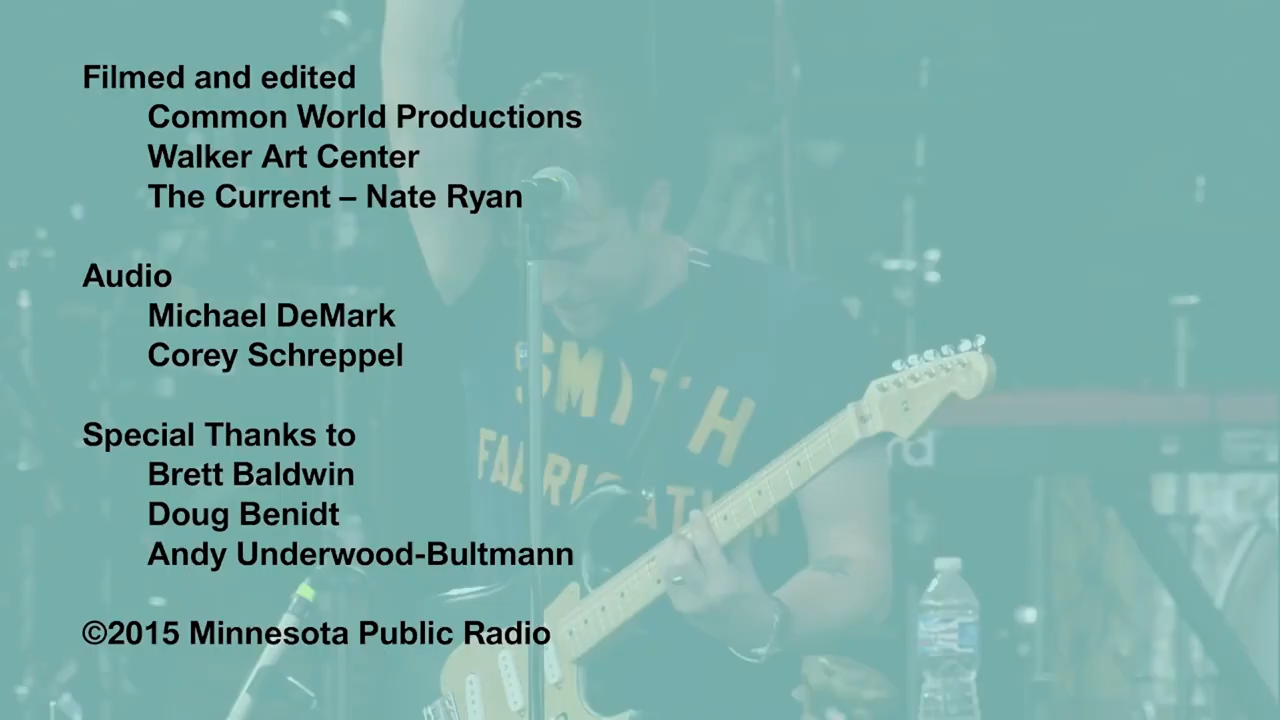 Filmed and edited
Common World Productions
Walker Art Center
The Current – Nate Ryan
Audio
Michael DeMark
Corey Schreppel
Special Thanks to
Brett Baldwin
Doug Benidt
Andy Underwood-Bultmann
©2015 Minnesota Public Radio
SMITH